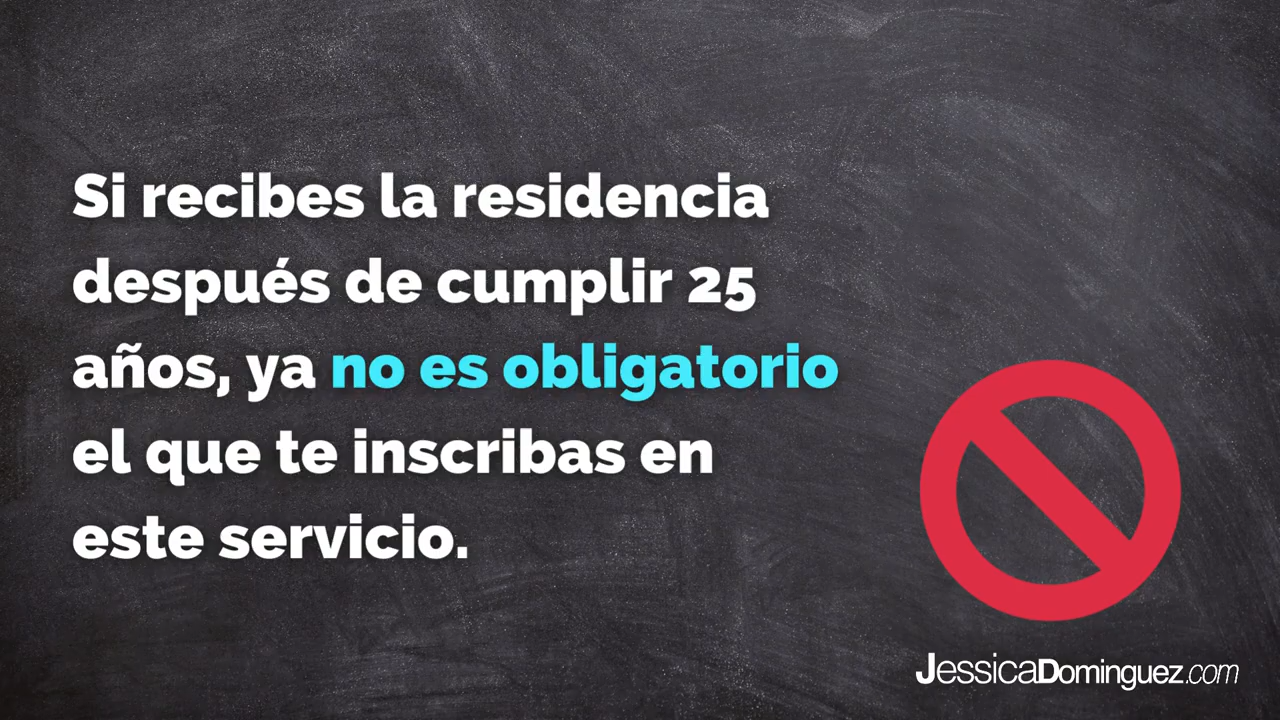 Si recibes la residencia
después de cumplir 25
años, ya no es obligatorio
el que te inscribas en
este servicio.
JessicaDominguez.com